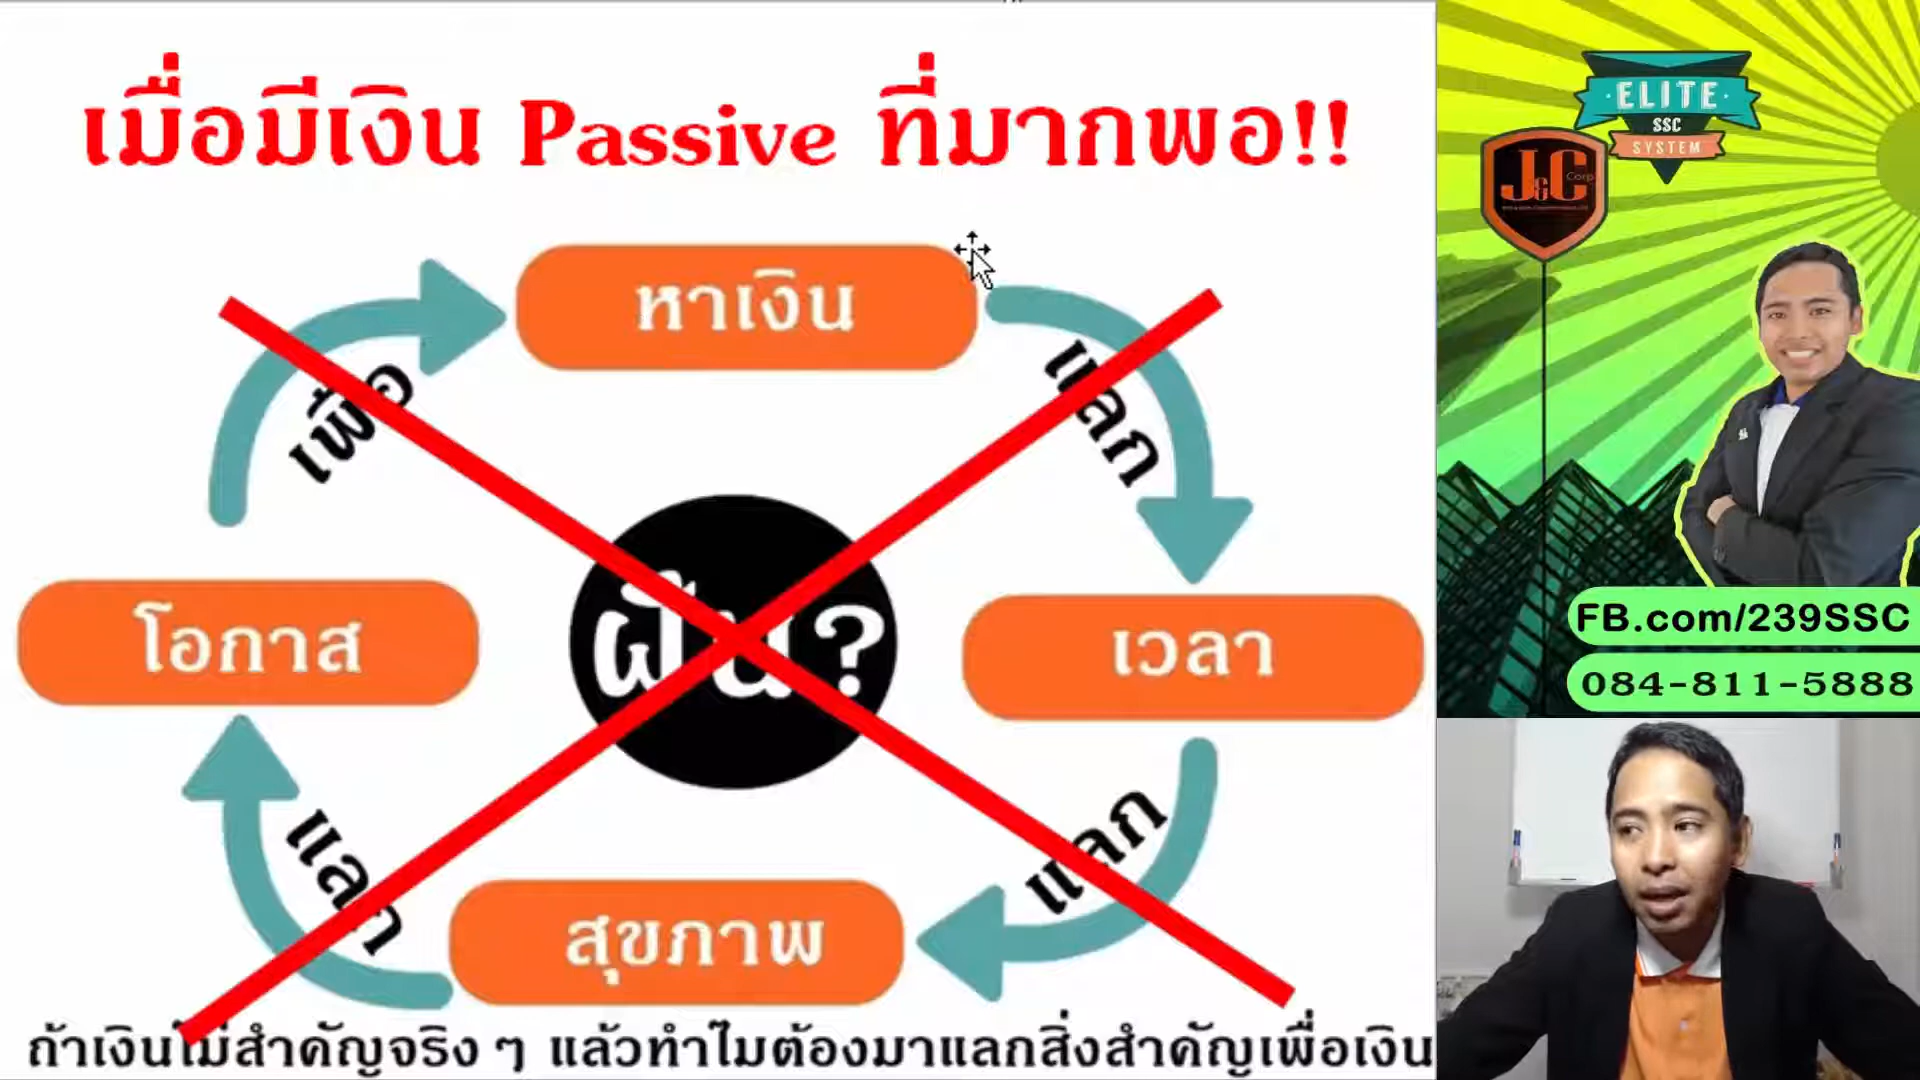 เมื่อมีเงิน Passive ที่มากพอ!!
หาเงิน
เพื่อ
แลก
โอกาส
ฝัน?
เวลา
แลก
แลก
สุขภาพ
ถ้าเงินไม่สำคัญจริง ๆ แล้วทำไมต้องมาแลกสิ่งสำคัญเพื่อเงิน
ELITE
SSC
SYSTEM
J&C
Corp
FB.com/239SSC
084-811-5888